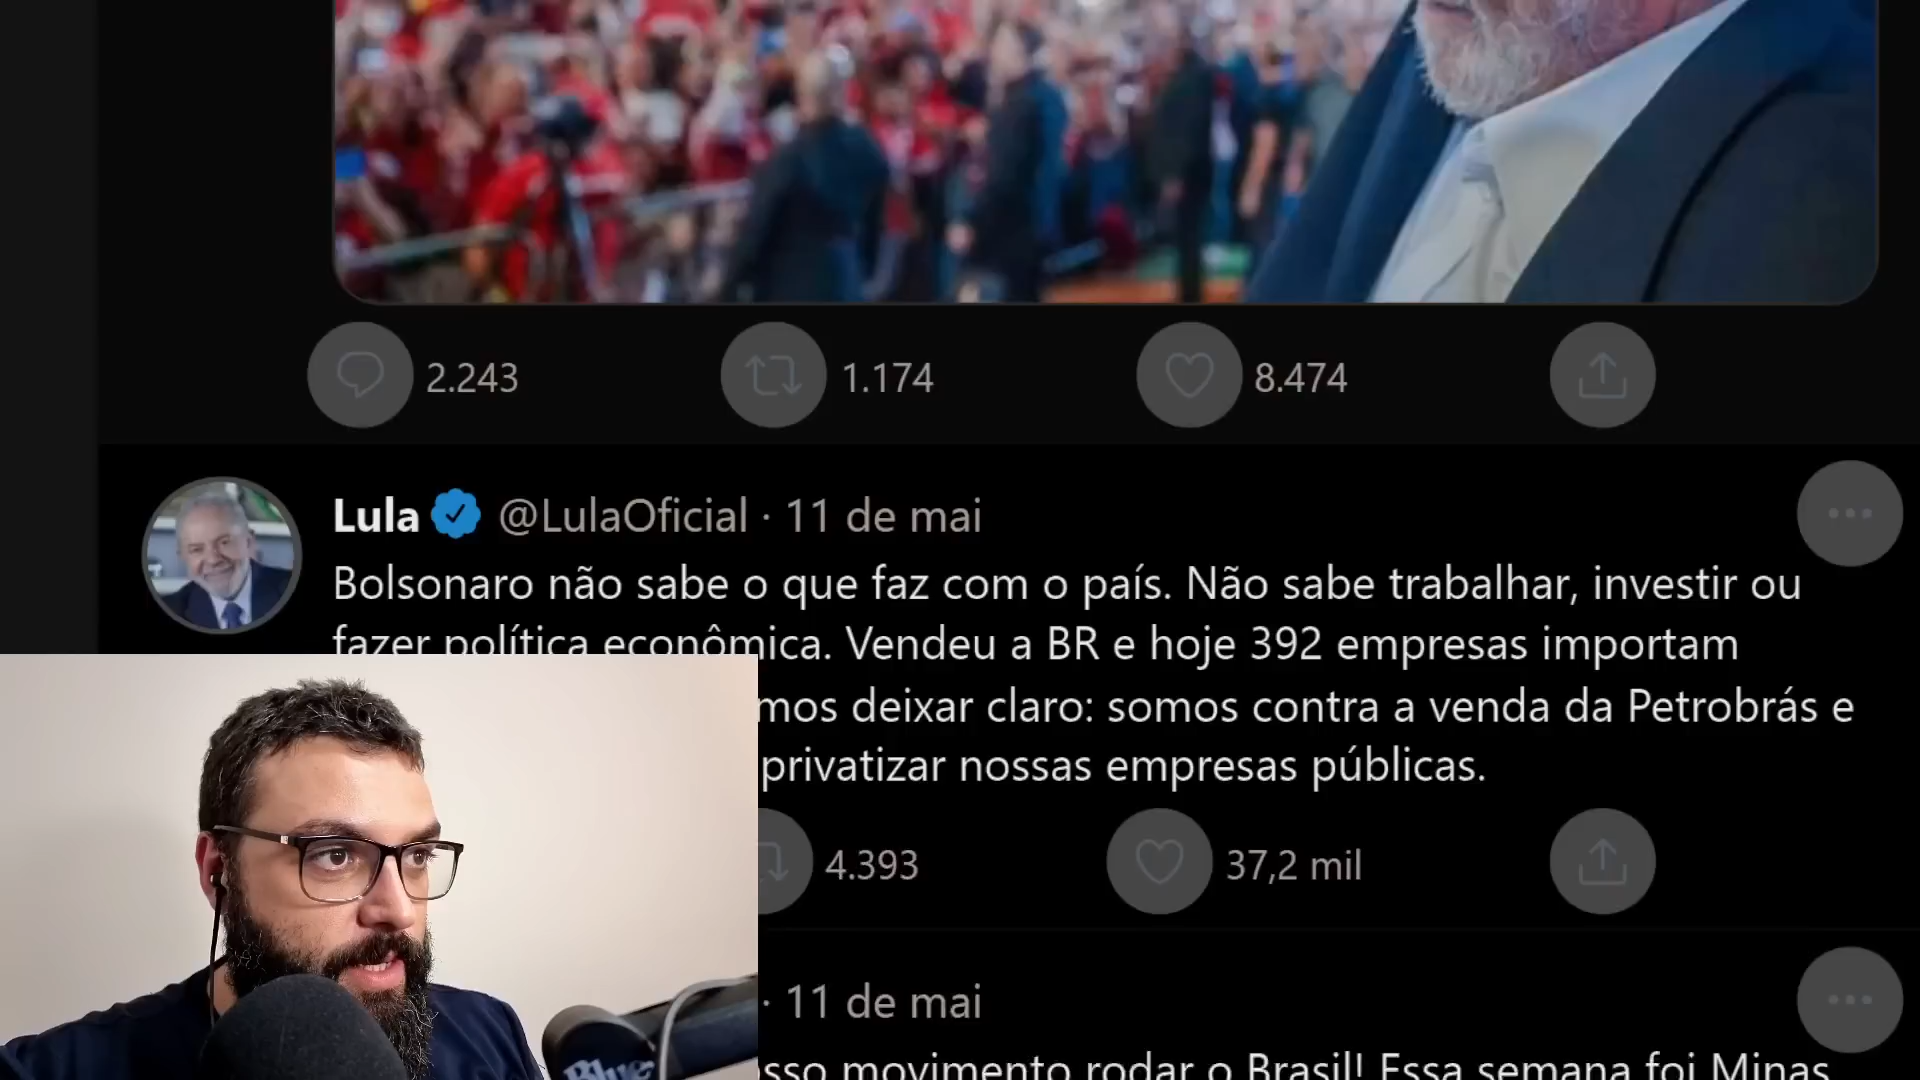 2.243 1.174 8.474
Lula @LulaOficial · 11 de mai
Bolsonaro não sabe o que faz com o país. Não sabe trabalhar, investir ou
fazer política econômica. Vendeu a BR e hoje 392 empresas importam
mos deixar claro: somos contra a venda da Petrobrás e
privatizar nossas empresas públicas.
4.393 37,2 mil
· 11 de mai
sso movimento rodar o Brasil! Essa semana foi Minas
Blue